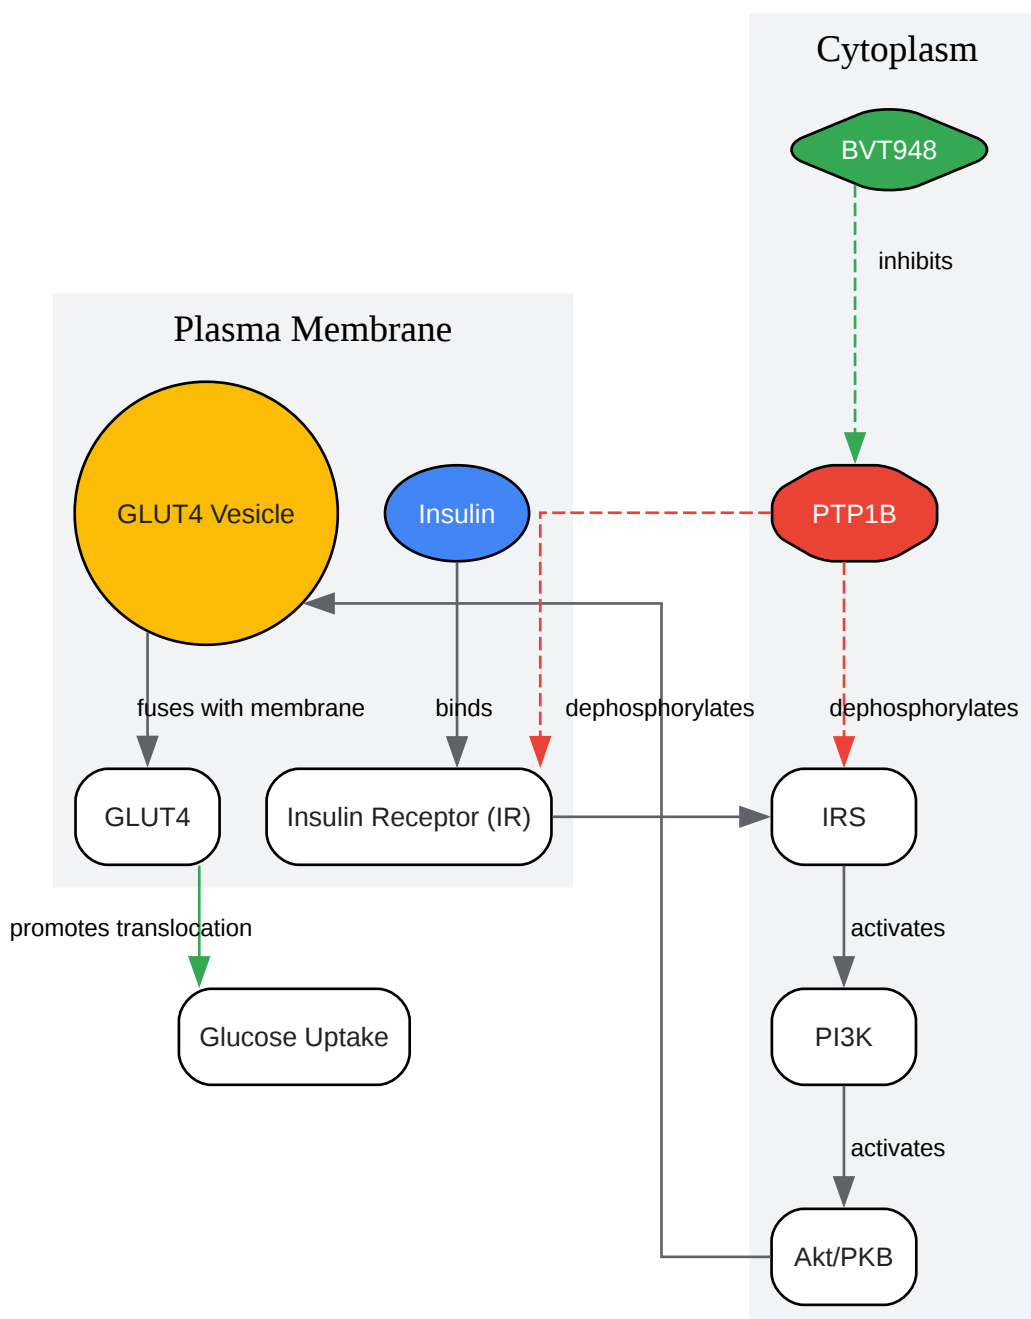 Cytoplasm
BVT948
inhibits
Plasma Membrane
GLUT4 Vesicle
Insulin
PTP1B
fuses with membrane
binds
dephosphorylates
dephosphorylates
GLUT4
Insulin Receptor (IR)
IRS
promotes translocation
activates
Glucose Uptake
PI3K
activates
Akt/PKB